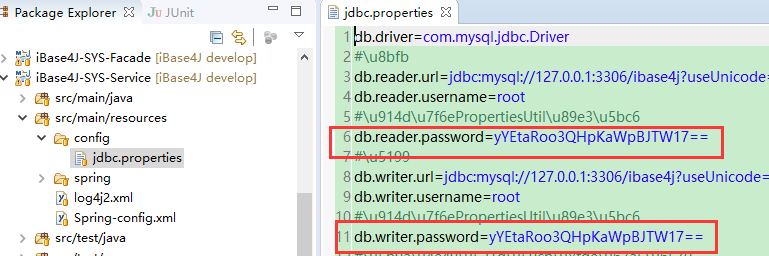 Package Explorer
JUnit
iBase4J-SYS-Facade [iBase4J develop]
iBase4J-SYS-Service [iBase4J develop]
src/main/java
src/main/resources
config
jdbc.properties
spring
log4j2.xml
Spring-config.xml
src/test/java
jdbc.properties
1 db.driver=com.mysql.jdbc.Driver
2 #\u8bfb
3 db.reader.url=jdbc:mysql://127.0.0.1:3306/ibase4j?useUnicode=
4 db.reader.username=root
5 #\u914d\u7f6ePropertiesUtil\u89e3\u5bc6
6 db.reader.password=yYEtaRoo3QHpKaWpBJTW17==
7 #\u5199
8 db.writer.url=jdbc:mysql://127.0.0.1:3306/ibase4j?useUnicode=
9 db.writer.username=root
10 #\u914d\u7f6ePropertiesUtil\u89e3\u5bc6
11 db.writer.password=yYEtaRoo3QHpKaWpBJTW17==